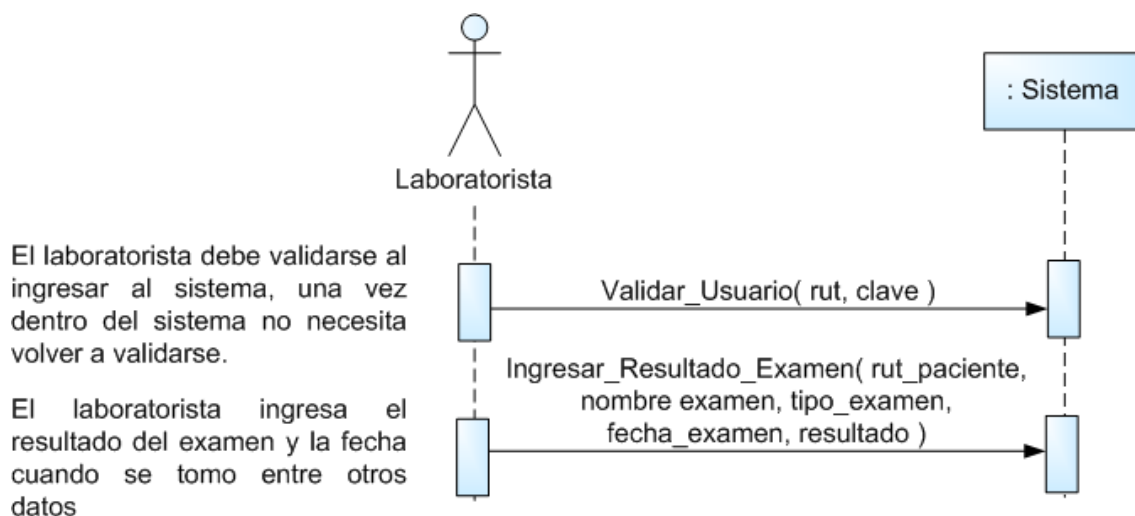 Laboratorista
: Sistema
El laboratorista debe validarse al
ingresar al sistema, una vez
dentro del sistema no necesita
volver a validarse.
Validar_Usuario( rut, clave )
El laboratorista ingresa el
resultado del examen y la fecha
cuando se tomo entre otros
datos
Ingresar_Resultado_Examen( rut_paciente,
nombre examen, tipo_examen,
fecha_examen, resultado )